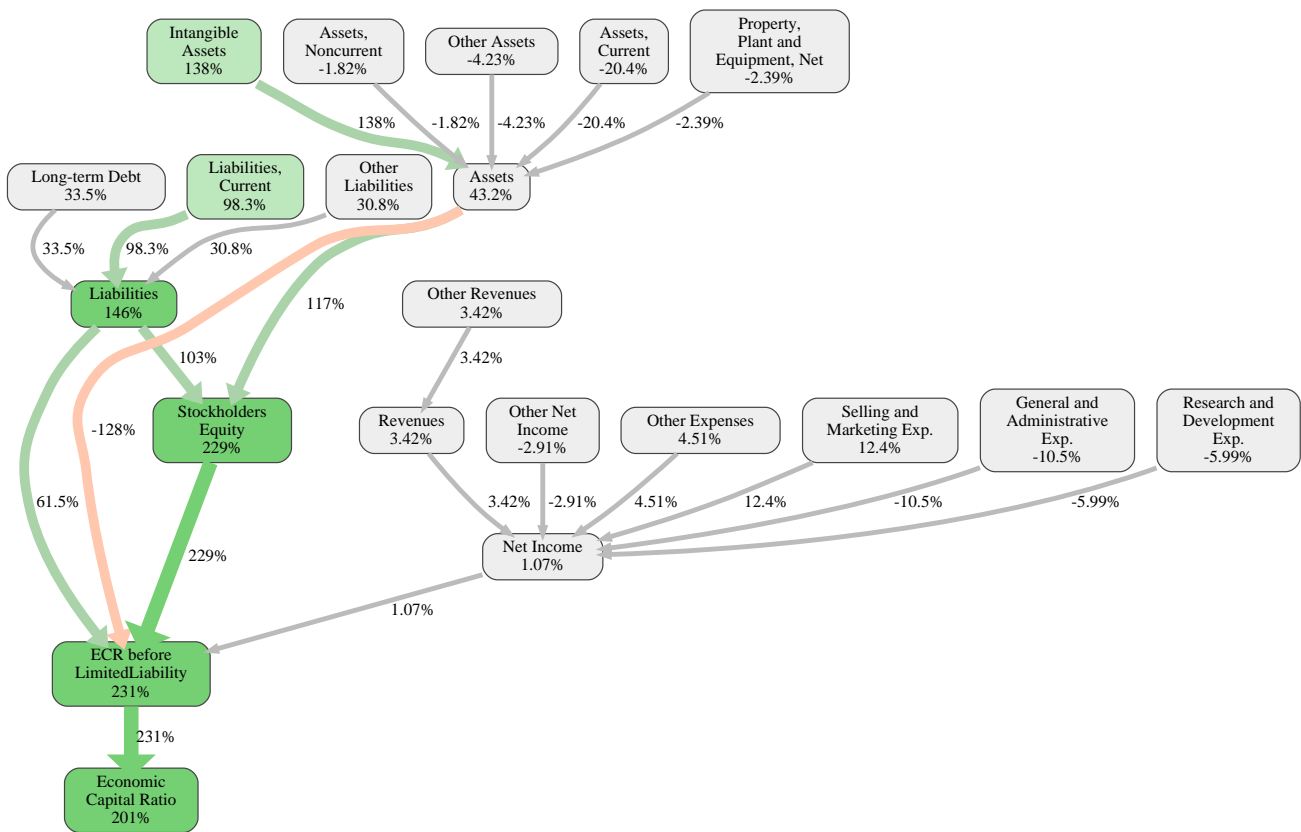 Intangible
Assets
138%
Assets,
Noncurrent
-1.82%
Other Assets
-4.23%
Assets,
Current
-20.4%
Property,
Plant and
Equipment, Net
-2.39%
138%
-1.82%
-4.23%
-20.4%
-2.39%
Long-term Debt
33.5%
Liabilities,
Current
98.3%
Other
Liabilities
30.8%
Assets
43.2%
33.5%
98.3%
30.8%
Liabilities
146%
117%
Other Revenues
3.42%
103%
3.42%
Stockholders
Equity
229%
-128%
Revenues
3.42%
Other Net
Income
-2.91%
Other Expenses
4.51%
Selling and
Marketing Exp.
12.4%
General and
Administrative
Exp.
-10.5%
Research and
Development
Exp.
-5.99%
61.5%
3.42%
-2.91%
4.51%
12.4%
-10.5%
-5.99%
229%
Net Income
1.07%
1.07%
ECR before
LimitedLiability
231%
231%
Economic
Capital Ratio
201%